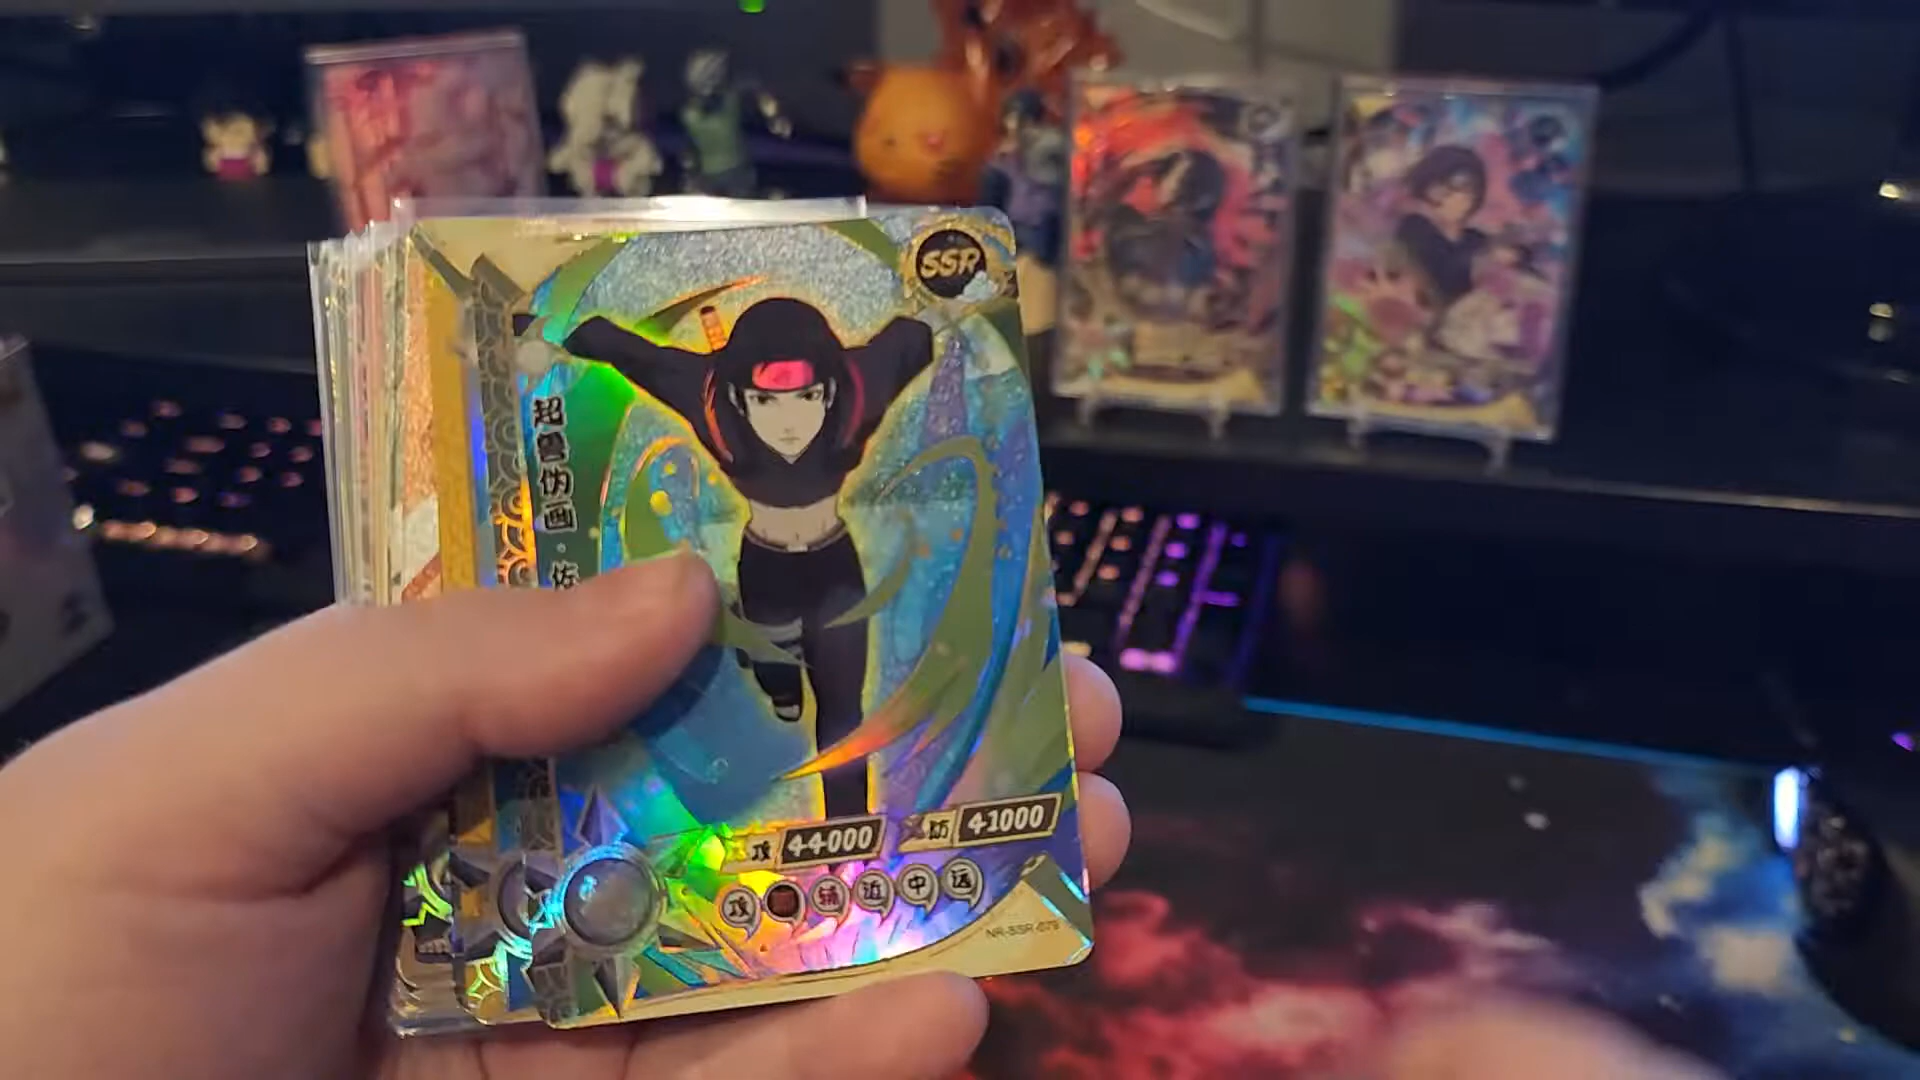 SSR
超兽伪画·佐
攻 44000
防 41000
攻 辅 近 中 远
NR-SSR-079